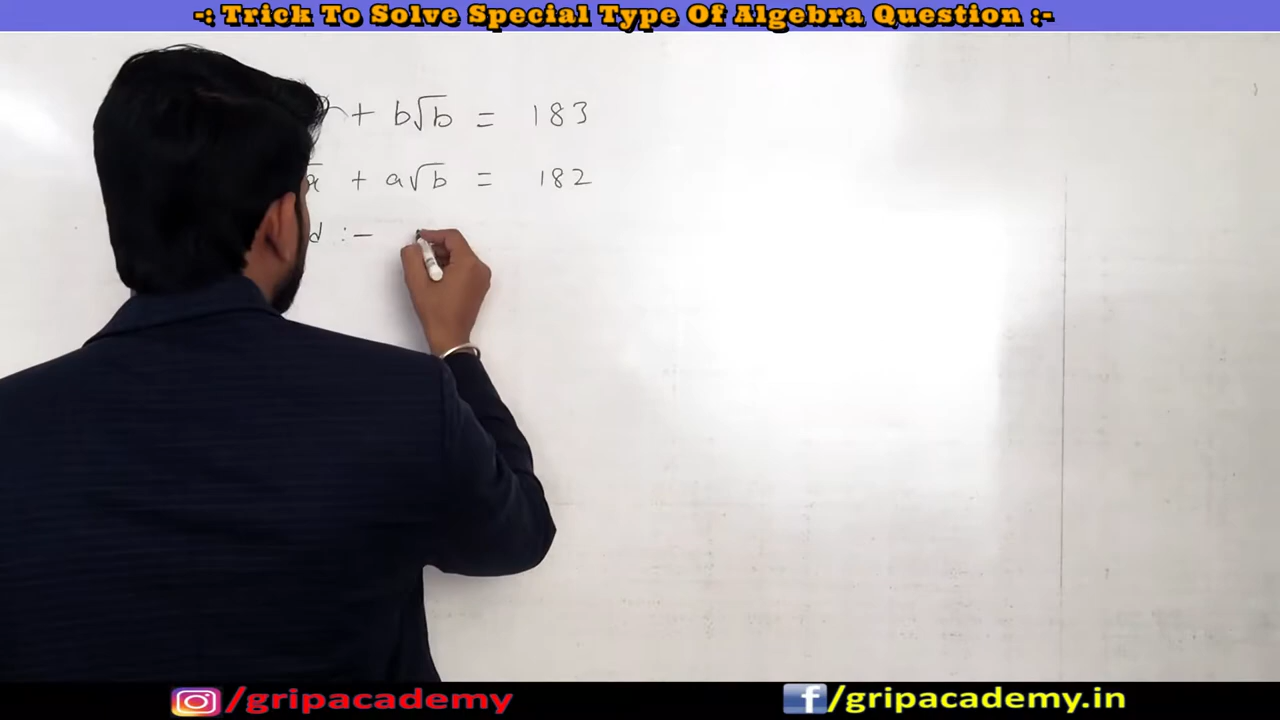 -: Trick To Solve Special Type Of Algebra Question :-
+ b√b = 183
+ a√b = 182
d :-
/gripacademy
/gripacademy.in